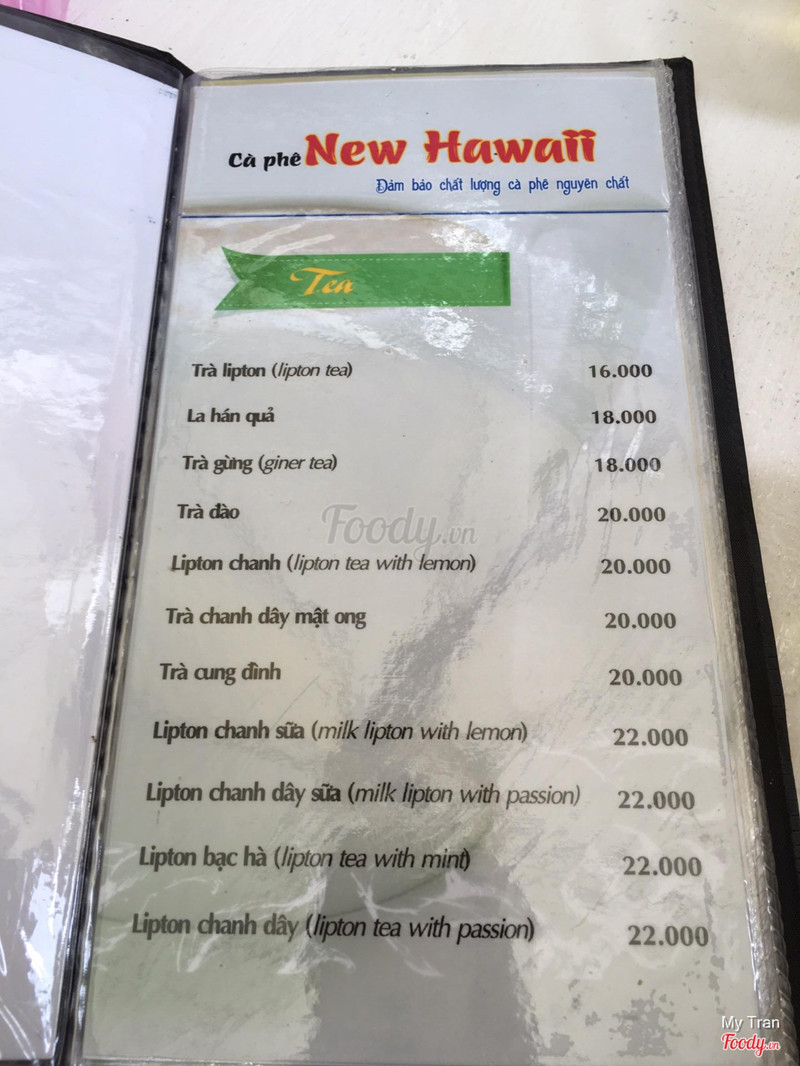 Cà phê New Hawaii
Đảm bảo chất lượng cà phê nguyên chất
Tea
Trà lipton (lipton tea) 16.000
La hán quả 18.000
Trà gừng (giner tea) 18.000
Trà đào 20.000
Foody.vn
Lipton chanh (lipton tea with lemon) 20.000
Trà chanh dây mật ong 20.000
Trà cung đình 20.000
Lipton chanh sữa (milk lipton with lemon) 22.000
Lipton chanh dây sữa (milk lipton with passion) 22.000
Lipton bạc hà (lipton tea with mint) 22.000
Lipton chanh dây (lipton tea with passion) 22.000
My Tran
Foody.vn